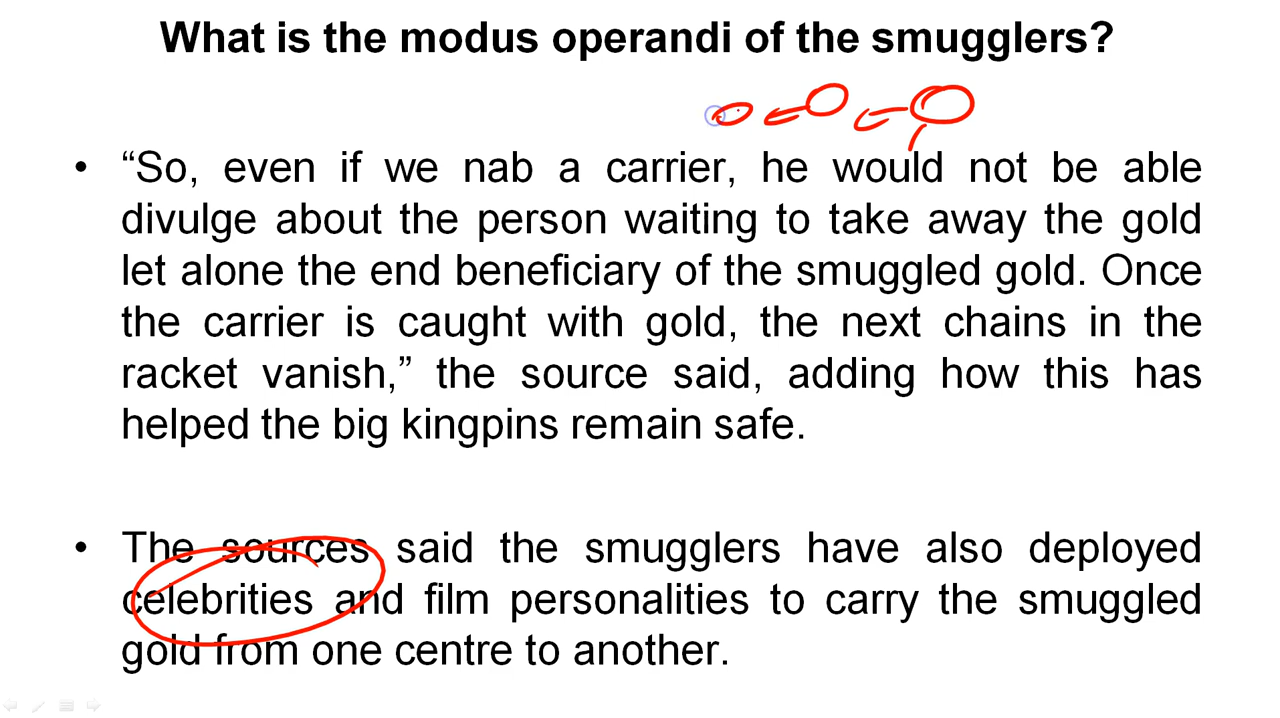 What is the modus operandi of the smugglers?
• “So, even if we nab a carrier, he would not be able
divulge about the person waiting to take away the gold
let alone the end beneficiary of the smuggled gold. Once
the carrier is caught with gold, the next chains in the
racket vanish,” the source said, adding how this has
helped the big kingpins remain safe.
• The sources said the smugglers have also deployed
celebrities and film personalities to carry the smuggled
gold from one centre to another.